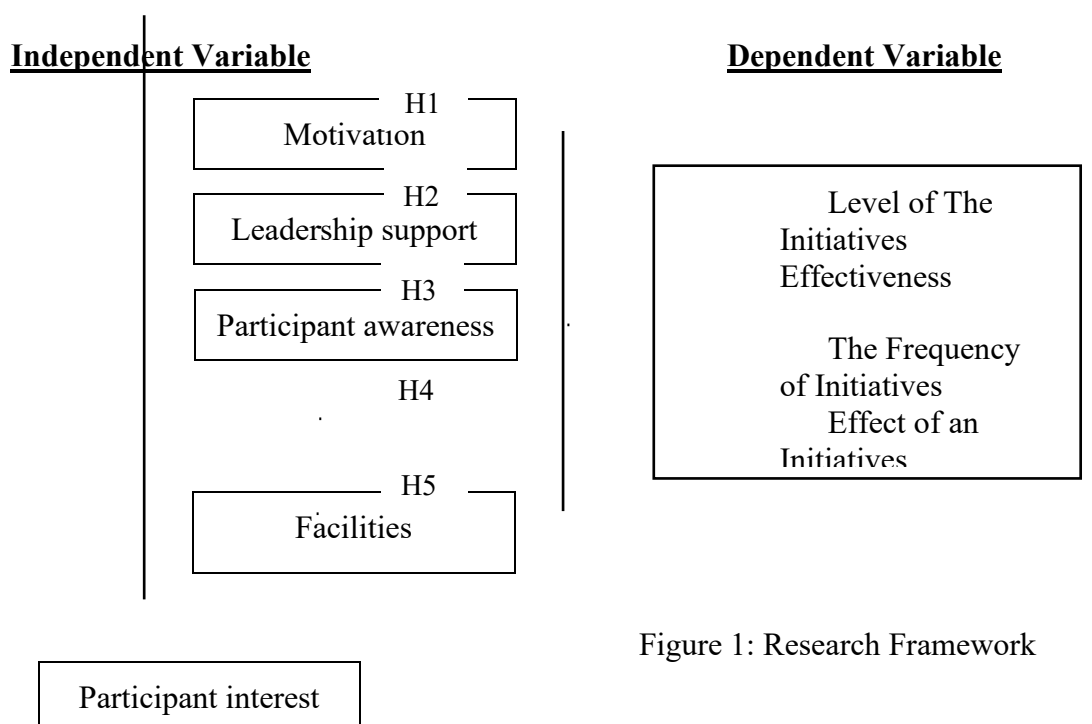 Independent Variable
Dependent Variable
H1
Motivation
H2
Leadership support
H3
Participant awareness
H4
H5
Facilities
Level of The
Initiatives
Effectiveness
The Frequency
of Initiatives
Effect of an
Initiatives
Figure 1: Research Framework
Participant interest